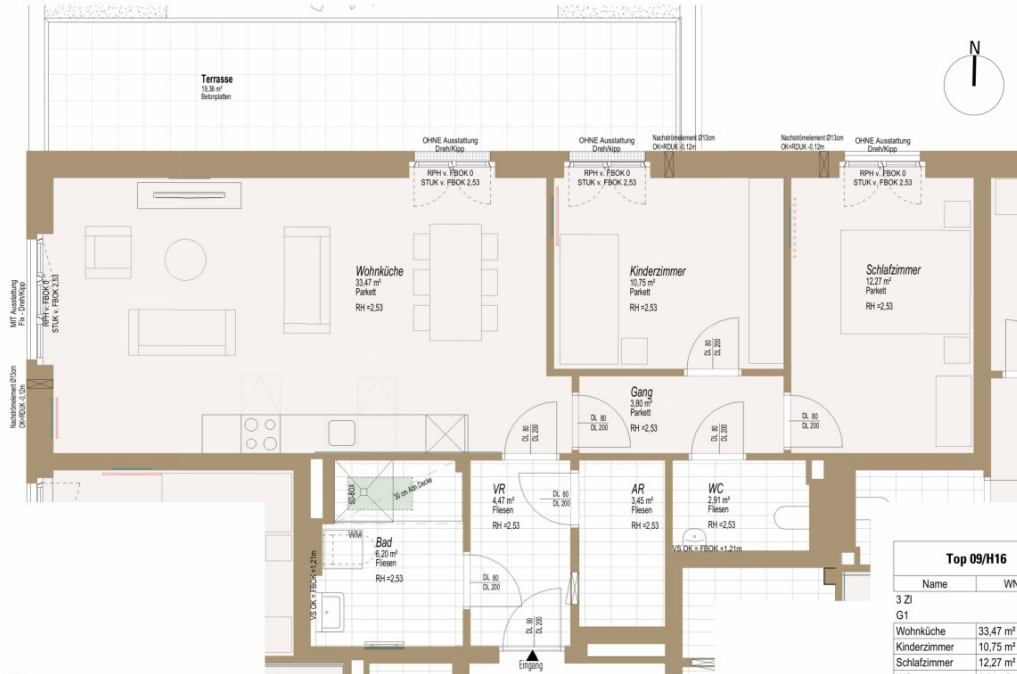 N
Terrasse
19,36 m²
Betonplatten
OHNE Ausstattung
Dreh/Kipp
OHNE Ausstattung
Dreh/kipp
Nachströmelement Ø13cm
OK=RDUK -0,12m
Nachströmelement Ø13cm
OK=RDUK -0,12m
OHNE Ausstattung
Dreh/Kipp
RPH v. FBOK 0
STUK v. FBOK 2,53
RPH v. FBOK 0
STUK v. FBOK 2,53
RPH v. FBOK 0
STUK v. FBOK 2,53
MIT Ausstattung
Fix - Dreh/Kipp
RPH v. FBOK 0
STUK v. FBOK 2,53
Nachströmelement Ø13cm
OK=RDUK -0,12m
Wohnküche
33,47 m²
Parkett
RH =2,53
Kinderzimmer
10,75 m²
Parkett
RH =2,53
Schlafzimmer
12,27 m²
Parkett
RH =2,53
DL 80
DL 200
Gang
3,80 m²
Parkett
RH =2,53
DL 80
DL 200
DL 80
DL 200
DL 80
DL 200
DL 80
DL 200
30 cm Abh. Decke
WM
Bad
6,20 m²
Fliesen
RH =2,53
VS OK = FBOK +1,21m
VR
4,47 m²
Fliesen
RH =2,53
DL 80
DL 200
AR
3,45 m²
Fliesen
RH =2,53
WC
2,91 m²
Fliesen
RH =2,53
VS OK = FBOK +1,21m
DL 80
DL 200
DL 90
DL 200
Eingang
Top 09/H16
Name WN
3 ZI
G1
Wohnküche 33,47 m²
Kinderzimmer 10,75 m²
Schlafzimmer 12,27 m²